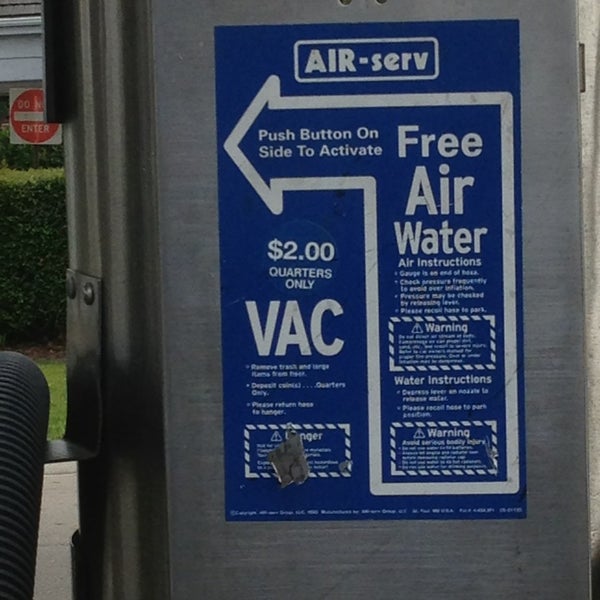 DO N
ENTER
AIR-serv
Push Button On
Side To Activate
Free
Air
Water
Air Instructions
• Gauge is on end of hose.
• Check pressure frequently
to avoid over inflation.
• Pressure may be checked
by releasing lever.
• Please recoil hose to park.
Warning
Water Instructions
• Depress lever on nozzle to
release water.
• Please recoil hose to park
position.
Warning
Avoid serious bodily injury.
$2.00
QUARTERS
ONLY
VAC
• Remove trash and large
items from floor.
• Deposit coin(s) ....Quarters
Only.
• Please return hose
to hanger.
nger